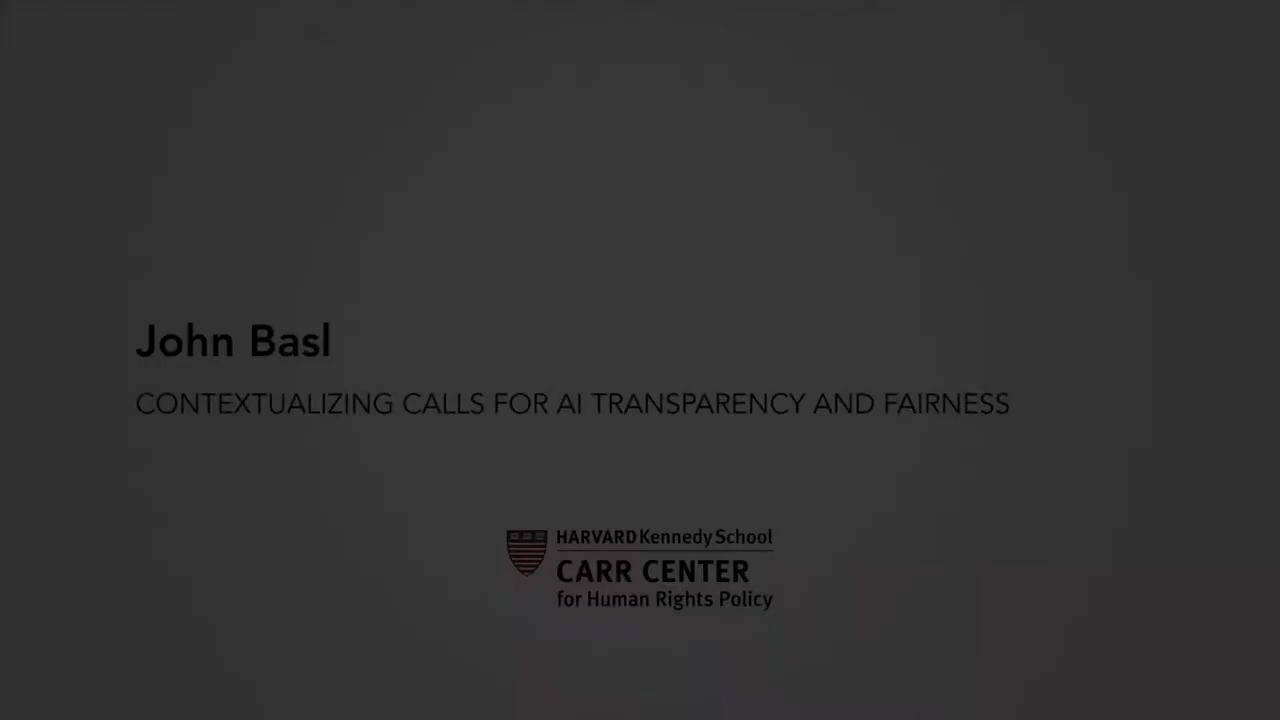 John Basl
CONTEXTUALIZING CALLS FOR AI TRANSPARENCY AND FAIRNESS
HARVARD Kennedy School
CARR CENTER
for Human Rights Policy